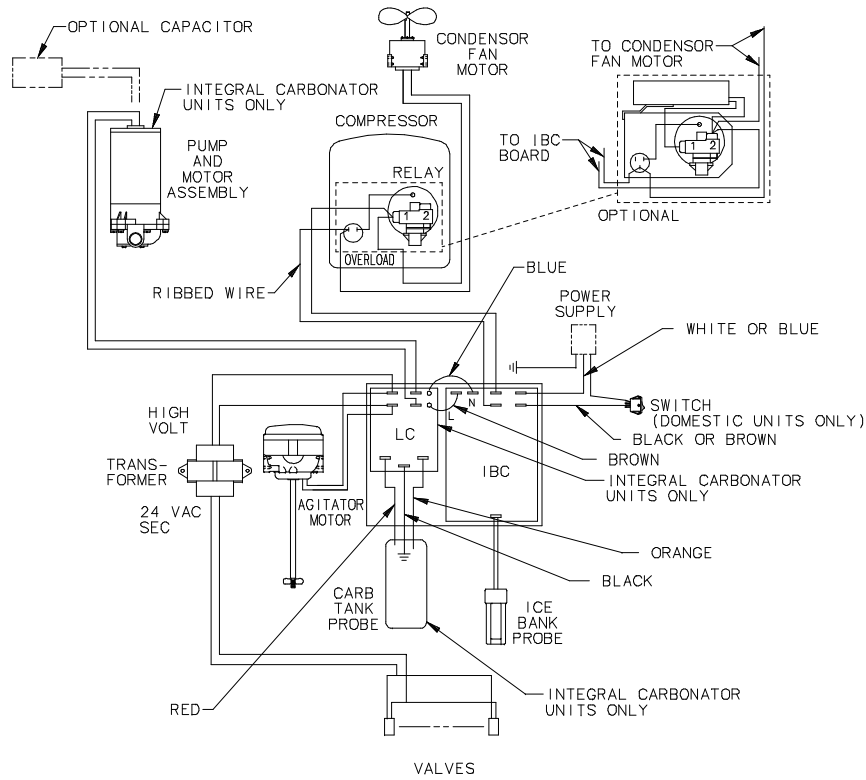 OPTIONAL CAPACITOR
CONDENSOR
FAN
MOTOR
TO CONDENSOR
FAN MOTOR
INTEGRAL CARBONATOR
UNITS ONLY
COMPRESSOR
PUMP
AND
MOTOR
ASSEMBLY
TO IBC
BOARD
1 2
RELAY
1 2
OPTIONAL
OVERLOAD
RIBBED WIRE
BLUE
POWER
SUPPLY
WHITE OR BLUE
HIGH
VOLT
N
L
SWITCH
(DOMESTIC UNITS ONLY)
LC
BLACK OR BROWN
BROWN
TRANS-
FORMER
IBC
INTEGRAL CARBONATOR
UNITS ONLY
24 VAC
SEC
AGITATOR
MOTOR
ORANGE
BLACK
CARB
TANK
PROBE
ICE
BANK
PROBE
RED
INTEGRAL CARBONATOR
UNITS ONLY
VALVES